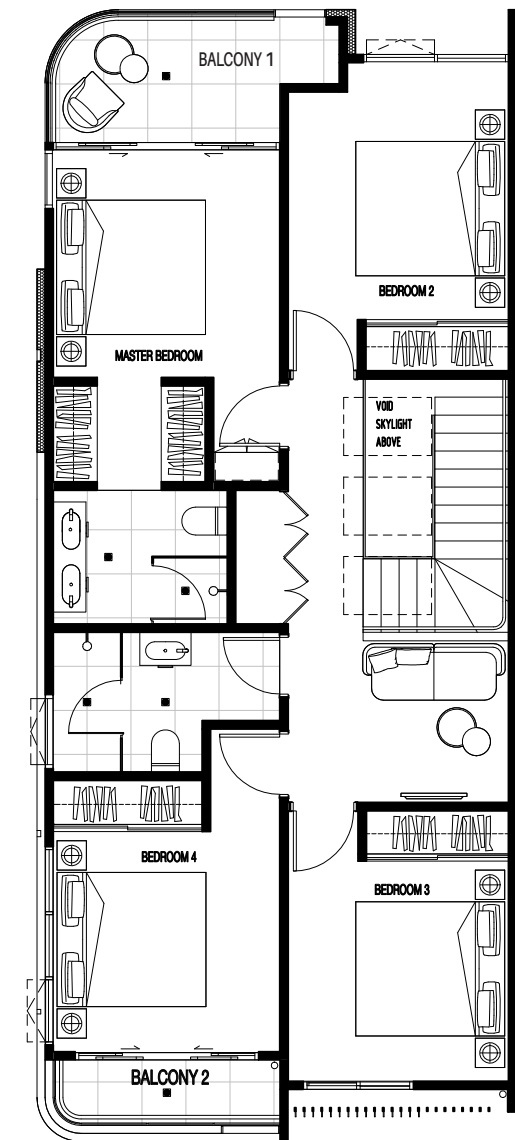 BALCONY 1
BEDROOM 2
MASTER BEDROOM
VOID
SKYLIGHT
ABOVE
BEDROOM 4
BEDROOM 3
BALCONY 2